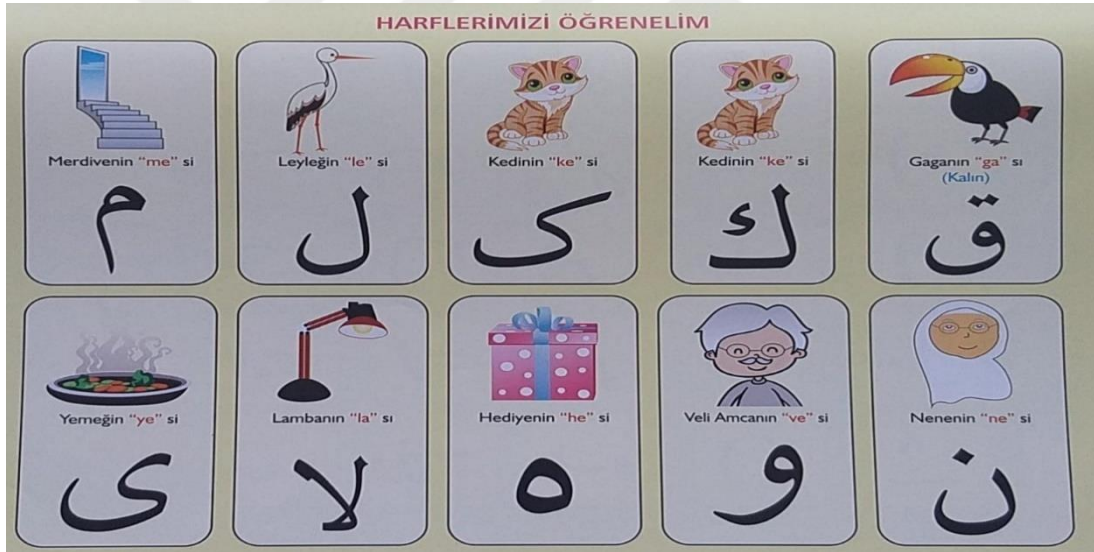 HARFLERİMİZİ ÖĞRENELİM
Gaganın “ga” sı
(Kalın)
ق
Kedinin “ke” si
ك
Kedinin “ke” si
ک
Leyleğin “le” si
ل
Merdivenin “me” si
م
Nenenin “ne” si
ن
Veli Amcanın “ve” si
و
Hediyenin “he” si
ه
Lambanın “la” sı
لا
Yemeğin “ye” si
ى